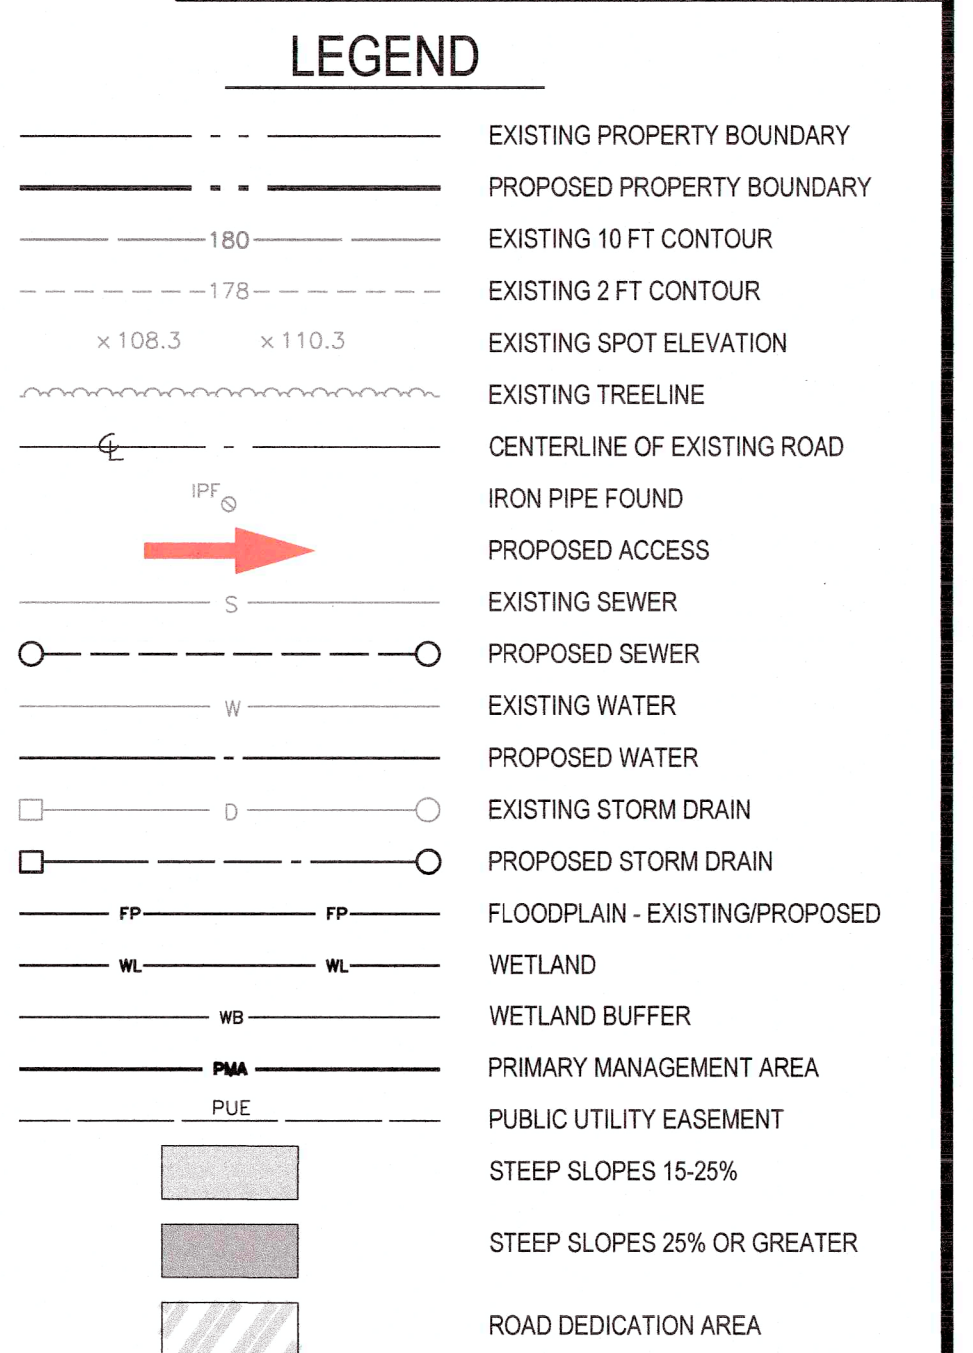 LEGEND
EXISTING PROPERTY BOUNDARY
PROPOSED PROPERTY BOUNDARY
180 EXISTING 10 FT CONTOUR
178 EXISTING 2 FT CONTOUR
×108.3 ×110.3 EXISTING SPOT ELEVATION
EXISTING TREELINE
℄ CENTERLINE OF EXISTING ROAD
IPF IRON PIPE FOUND
PROPOSED ACCESS
S EXISTING SEWER
PROPOSED SEWER
W EXISTING WATER
PROPOSED WATER
D EXISTING STORM DRAIN
PROPOSED STORM DRAIN
FP FP FLOODPLAIN - EXISTING/PROPOSED
WL WL WETLAND
WB WETLAND BUFFER
PMA PRIMARY MANAGEMENT AREA
PUE PUBLIC UTILITY EASEMENT
STEEP SLOPES 15-25%
STEEP SLOPES 25% OR GREATER
ROAD DEDICATION AREA